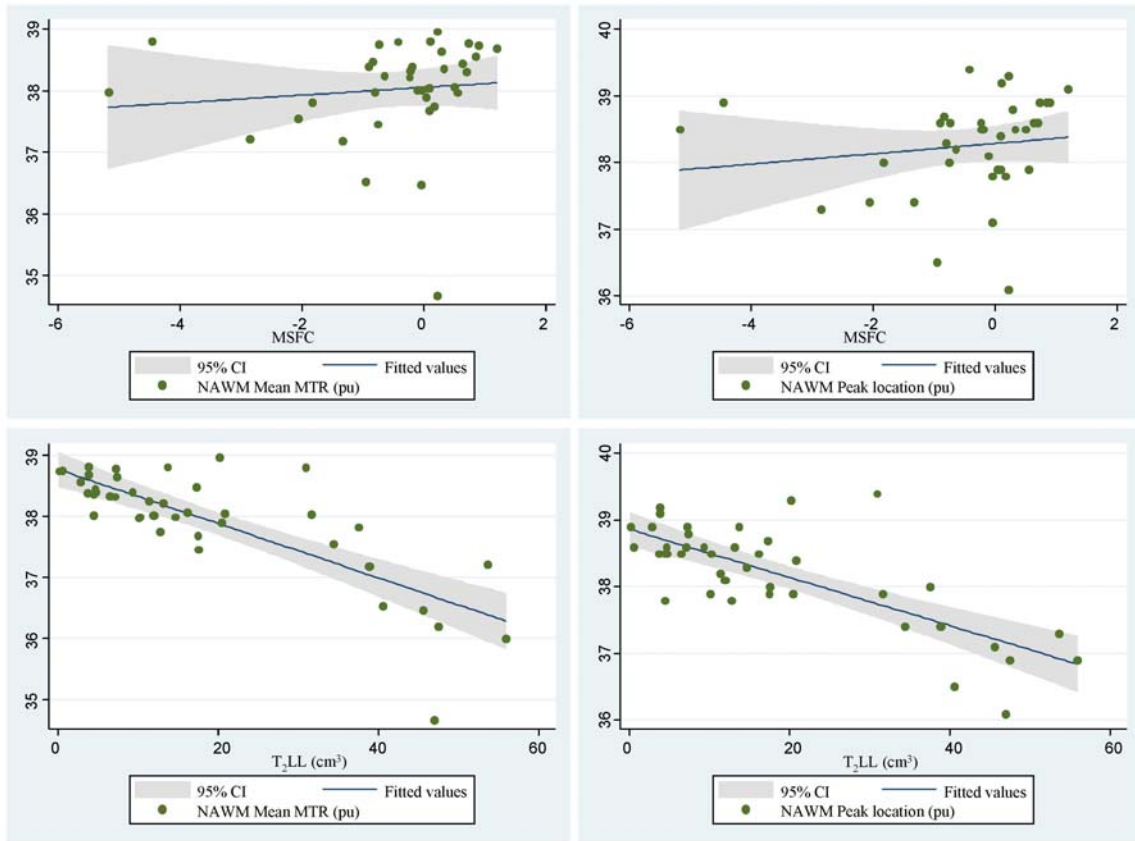 39
38
37
36
35
-6 -4 -2 0 2
MSFC
95% CI Fitted values
NAWM Mean MTR (pu)
40
39
38
37
36
-6 -4 -2 0 2
MSFC
95% CI Fitted values
NAWM Peak location (pu)
39
38
37
36
35
0 20 40 60
T₂LL (cm³)
95% CI Fitted values
NAWM Mean MTR (pu)
40
39
38
37
36
0 20 40 60
T₂LL (cm³)
95% CI Fitted values
NAWM Peak location (pu)